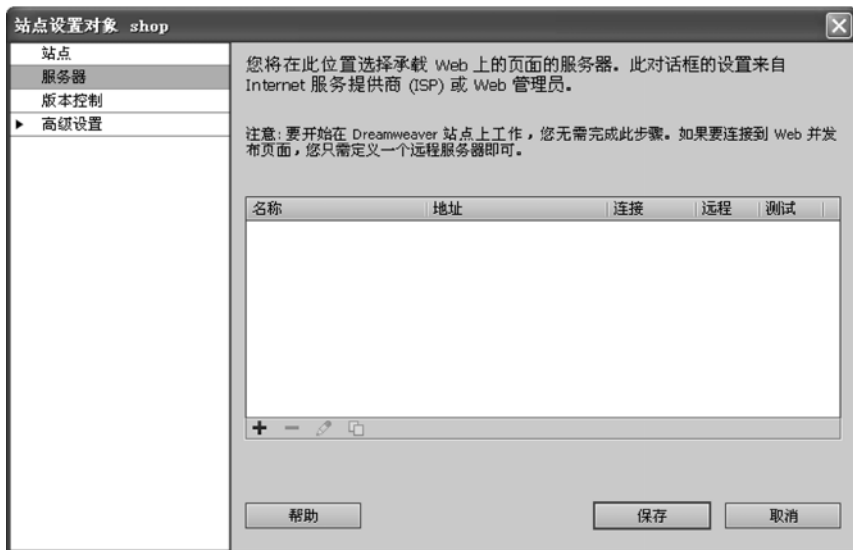 站点设置对象 shop
站点
服务器
版本控制
高级设置
您将在此位置选择承载 Web 上的页面的服务器。此对话框的设置来自
Internet 服务提供商 (ISP) 或 Web 管理员。
注意:要开始在 Dreamweaver 站点上工作，您无需完成此步骤。如果要连接到 Web 并发
布页面，您只需定义一个远程服务器即可。
名称 地址 连接 远程 测试
帮助 保存 取消